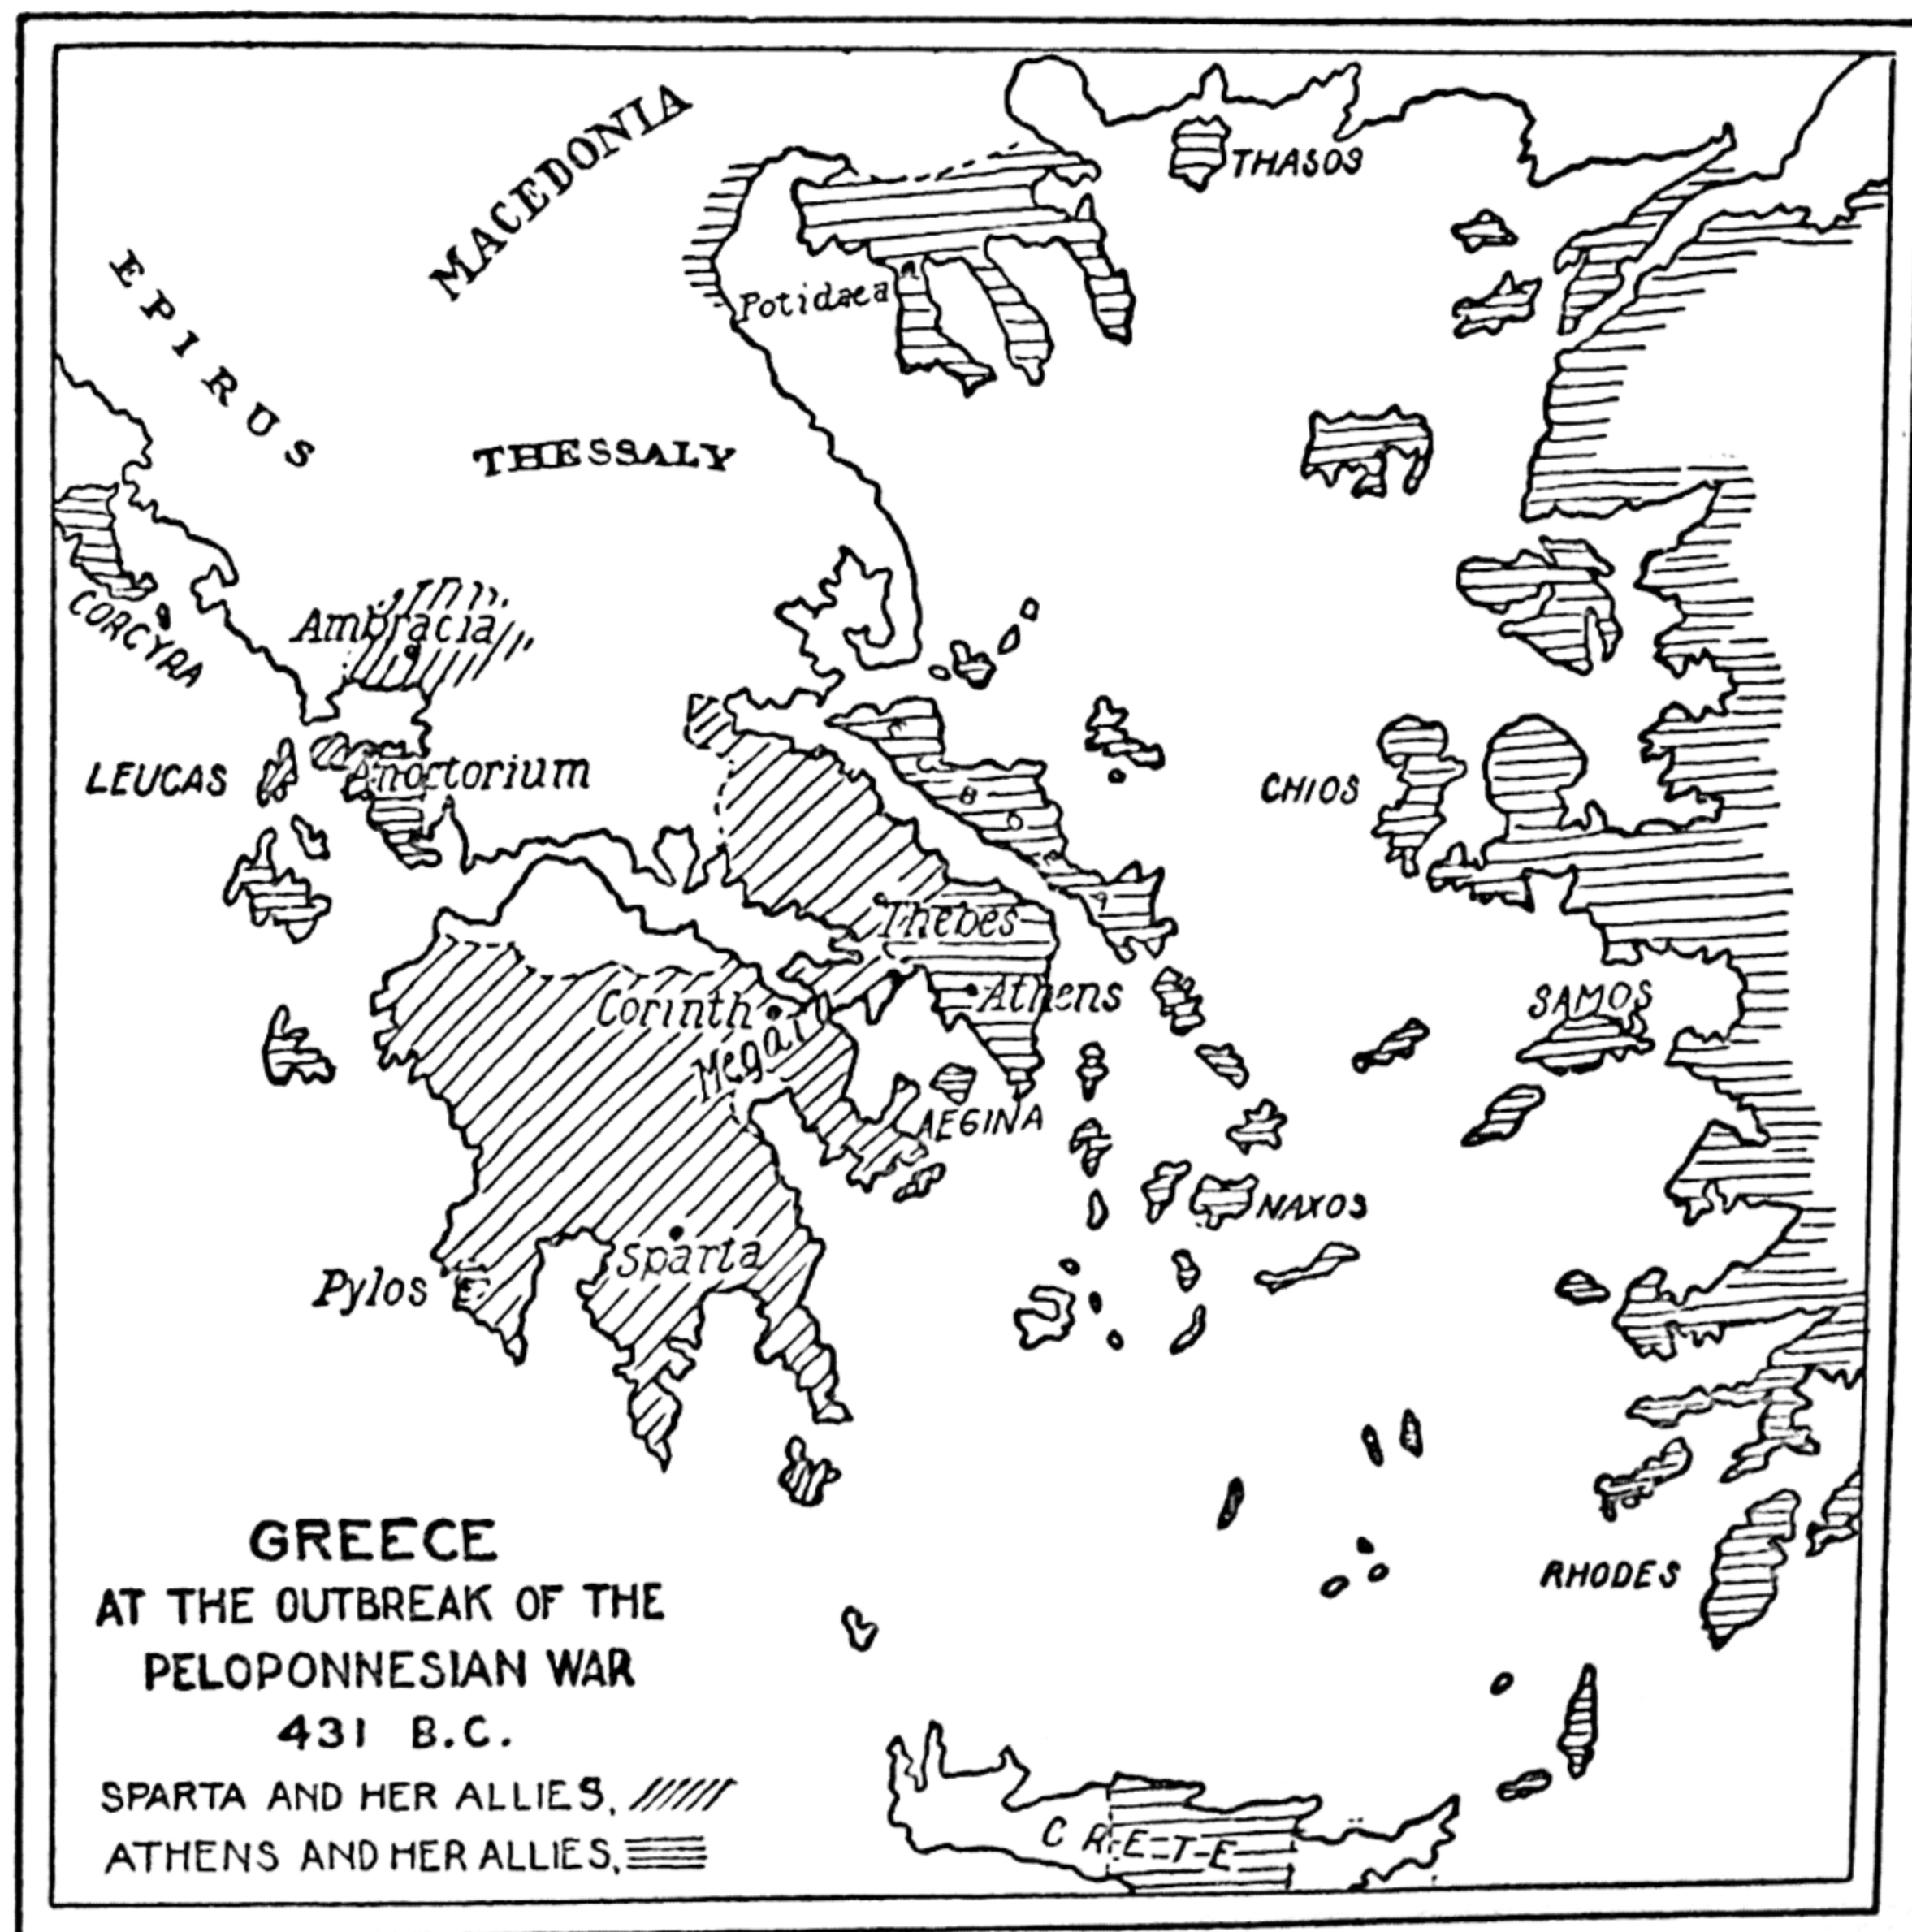 MACEDONIA
THASOS
EPIRUS
Potidaea
THESSALY
CORCYRA
Ambracia
LEUCAS
Anoctorium
CHIOS
Thebes
Corinth
Athens
SAMOS
Megara
AEGINA
NAXOS
Sparta
Pylos
GREECE
AT THE OUTBREAK OF THE
PELOPONNESIAN WAR
431 B.C.
RHODES
SPARTA AND HER ALLIES,
ATHENS AND HER ALLIES,
CRETE